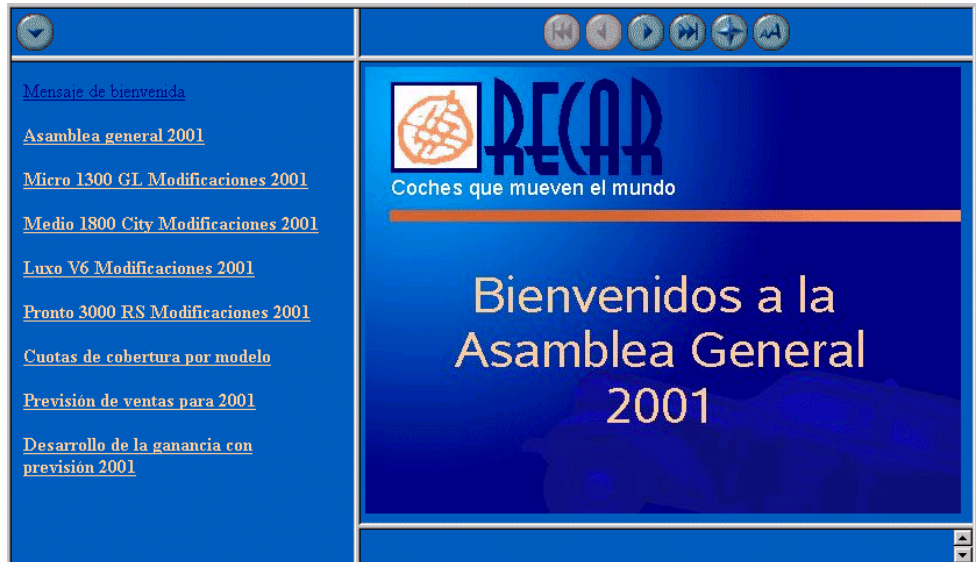 Mensaje de bienvenida
Asamblea general 2001
Micro 1300 GL Modificaciones 2001
Medio 1800 City Modificaciones 2001
Luxo V6 Modificaciones 2001
Pronto 3000 RS Modificaciones 2001
Cuotas de cobertura por modelo
Previsión de ventas para 2001
Desarrollo de la ganancia con
previsión 2001
RECAR
Coches que mueven el mundo
Bienvenidos a la
Asamblea General
2001